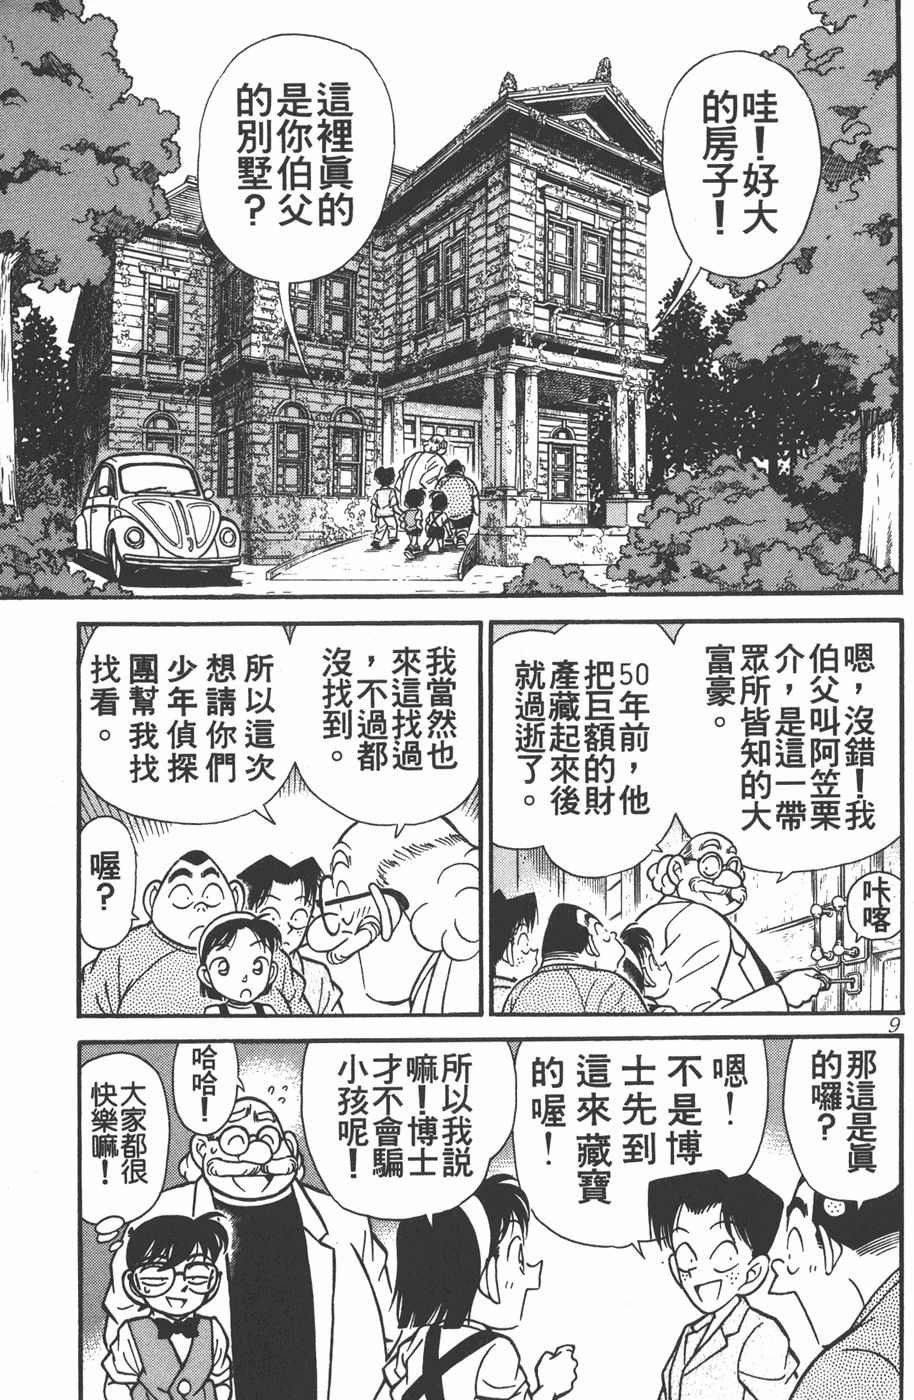 哇！好大
的房子！
這裡真的
是你伯父
的別墅？
嗯，沒錯！我
伯父叫阿笠栗
介，是這一帶
眾所皆知的大
富豪。
50年前，他
把巨額的財
產藏起來後
就過逝了。
咔喀
我當然也
來這找過
，不過都
沒找到。
所以這次
想請你們
少年偵探
團幫我找
找看。
喔？
9
那這是真
的囉？
嗯！
不是博
士先到
這來藏寶
的喔！
所以我說
嘛！博士
才不會騙
小孩呢！
哈哈！
大家都很
快樂嘛！